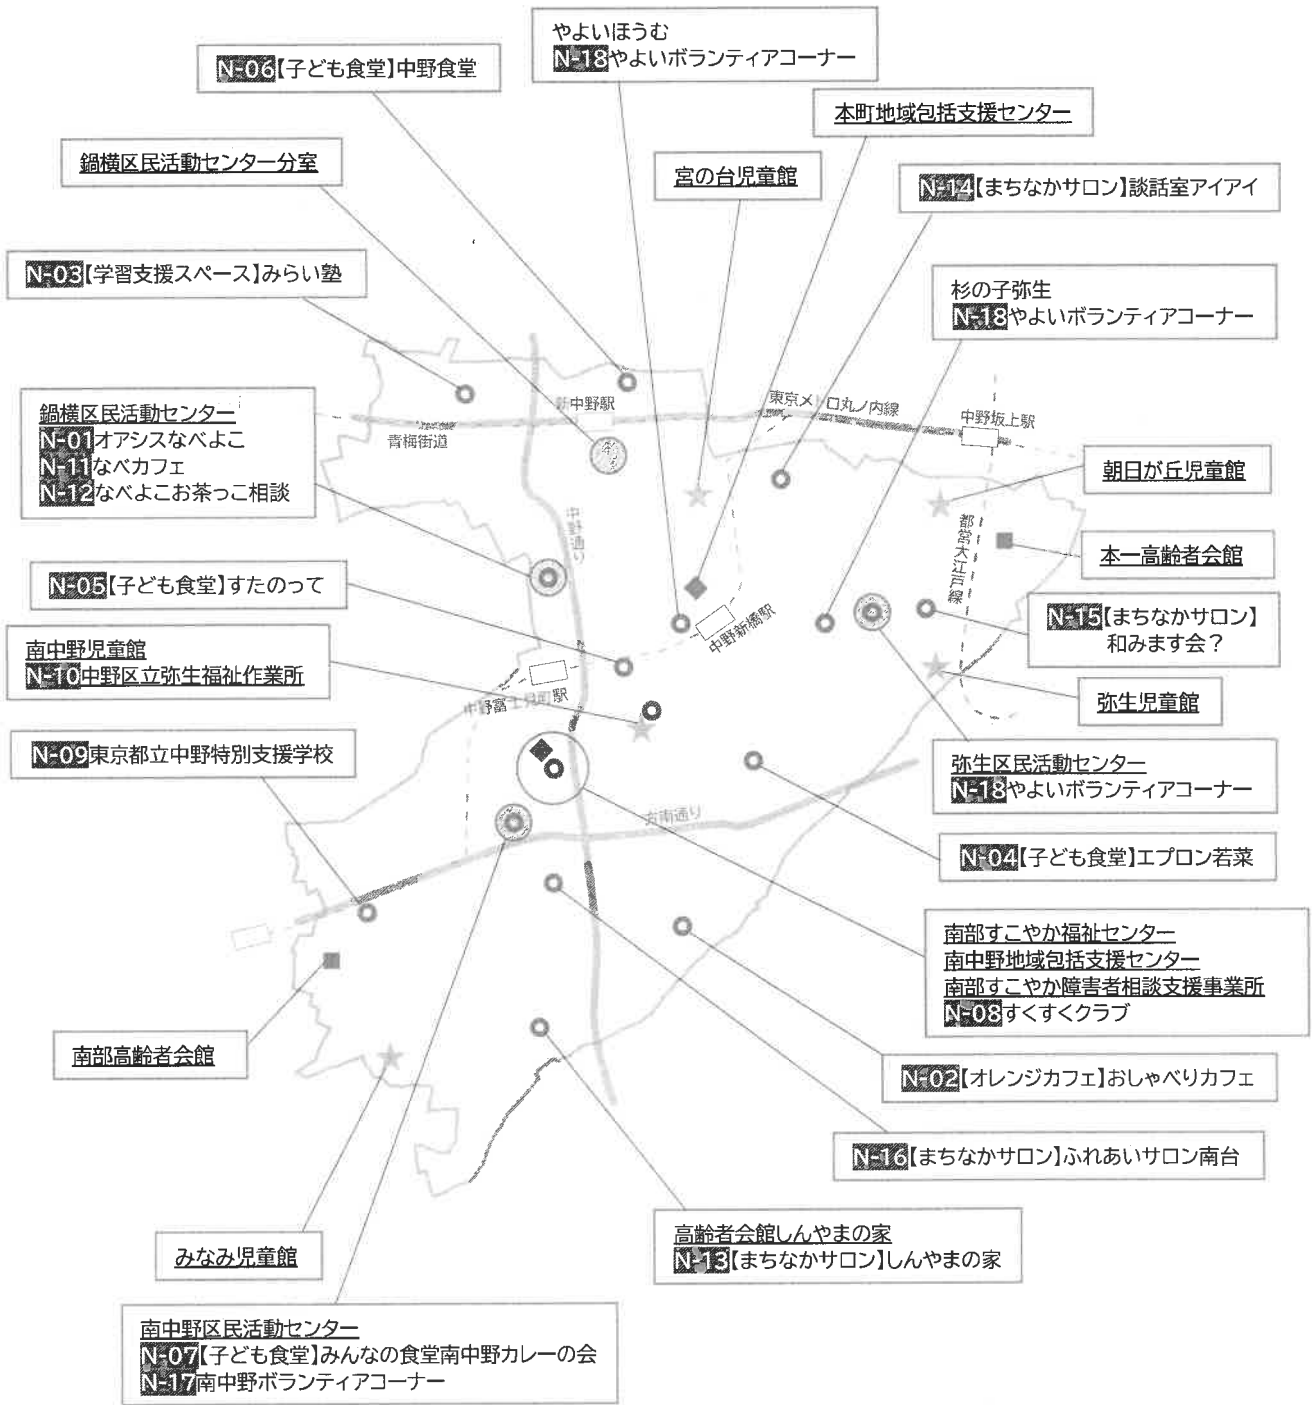 やよいほうむ
N-18やよいボランティアコーナー
N-06【子ども食堂】中野食堂
本町地域包括支援センター
鍋横区民活動センター分室
宮の台児童館
N-14【まちなかサロン】談話室アイアイ
N-03【学習支援スペース】みらい塾
杉の子弥生
N-18やよいボランティアコーナー
新中野駅
東京メトロ丸ノ内線
中野坂上駅
青梅街道
鍋横区民活動センター
N-01オアシスなべよこ
N-11なべカフェ
N-12なべよこお茶っこ相談
朝日が丘児童館
中野通り
都営大江戸線
本一高齢者会館
N-05【子ども食堂】すたのって
中野新橋駅
N-15【まちなかサロン】
和みます会？
南中野児童館
N-10中野区立弥生福祉作業所
中野富士見町駅
弥生児童館
N-09東京都立中野特別支援学校
弥生区民活動センター
N-18やよいボランティアコーナー
方南通り
N-04【子ども食堂】エプロン若菜
南部すこやか福祉センター
南中野地域包括支援センター
南部すこやか障害者相談支援事業所
N-08すくすくクラブ
南部高齢者会館
N-02【オレンジカフェ】おしゃべりカフェ
N-16【まちなかサロン】ふれあいサロン南台
みなみ児童館
高齢者会館しんやまの家
N-13【まちなかサロン】しんやまの家
南中野区民活動センター
N-07【子ども食堂】みんなの食堂南中野カレーの会
N-17南中野ボランティアコーナー